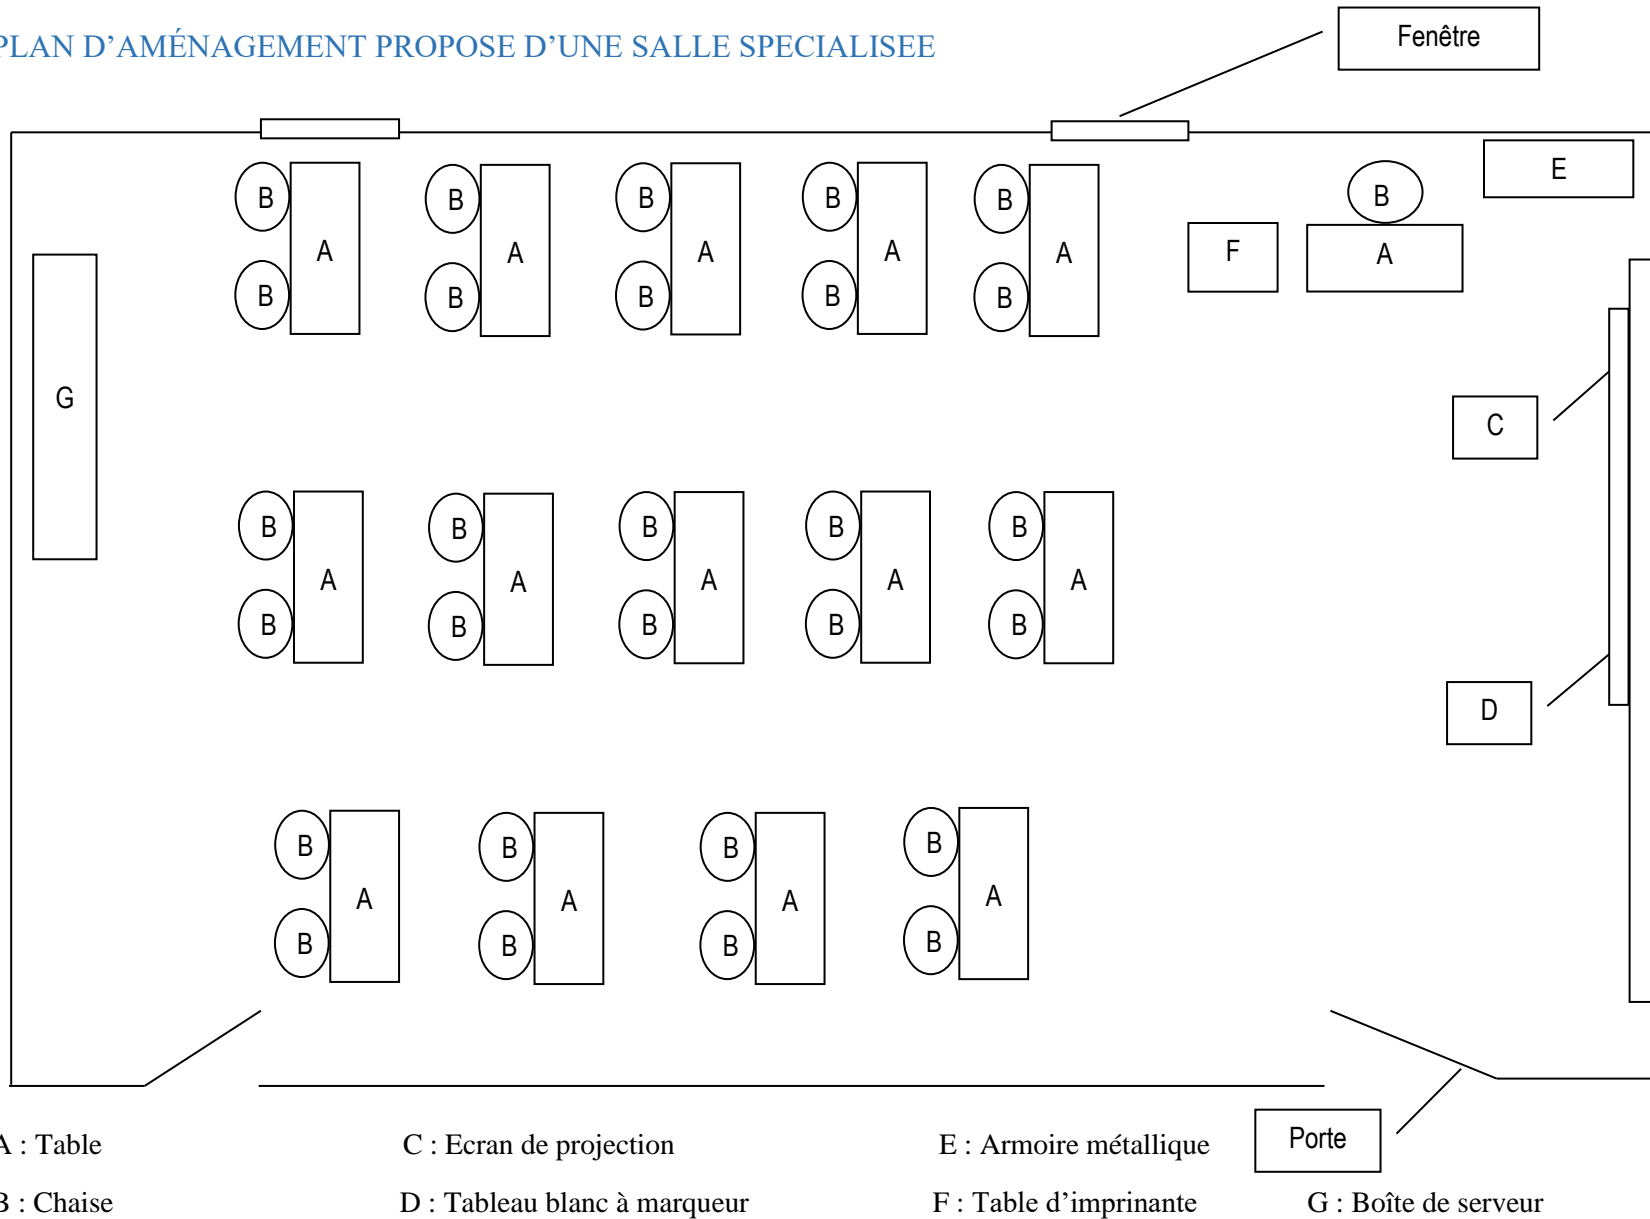 PLAN D’AMÉNAGEMENT PROPOSE D’UNE SALLE SPECIALISEE
Fenêtre
E
B B B B B B
A A A A A F A
B B B B B
G
C
B B B B B
A A A A A
B B B B B
D
B B B B
A A A A
B B B B
A : Table C : Ecran de projection E : Armoire métallique Porte
B : Chaise D : Tableau blanc à marqueur F : Table d’imprinante G : Boîte de serveur